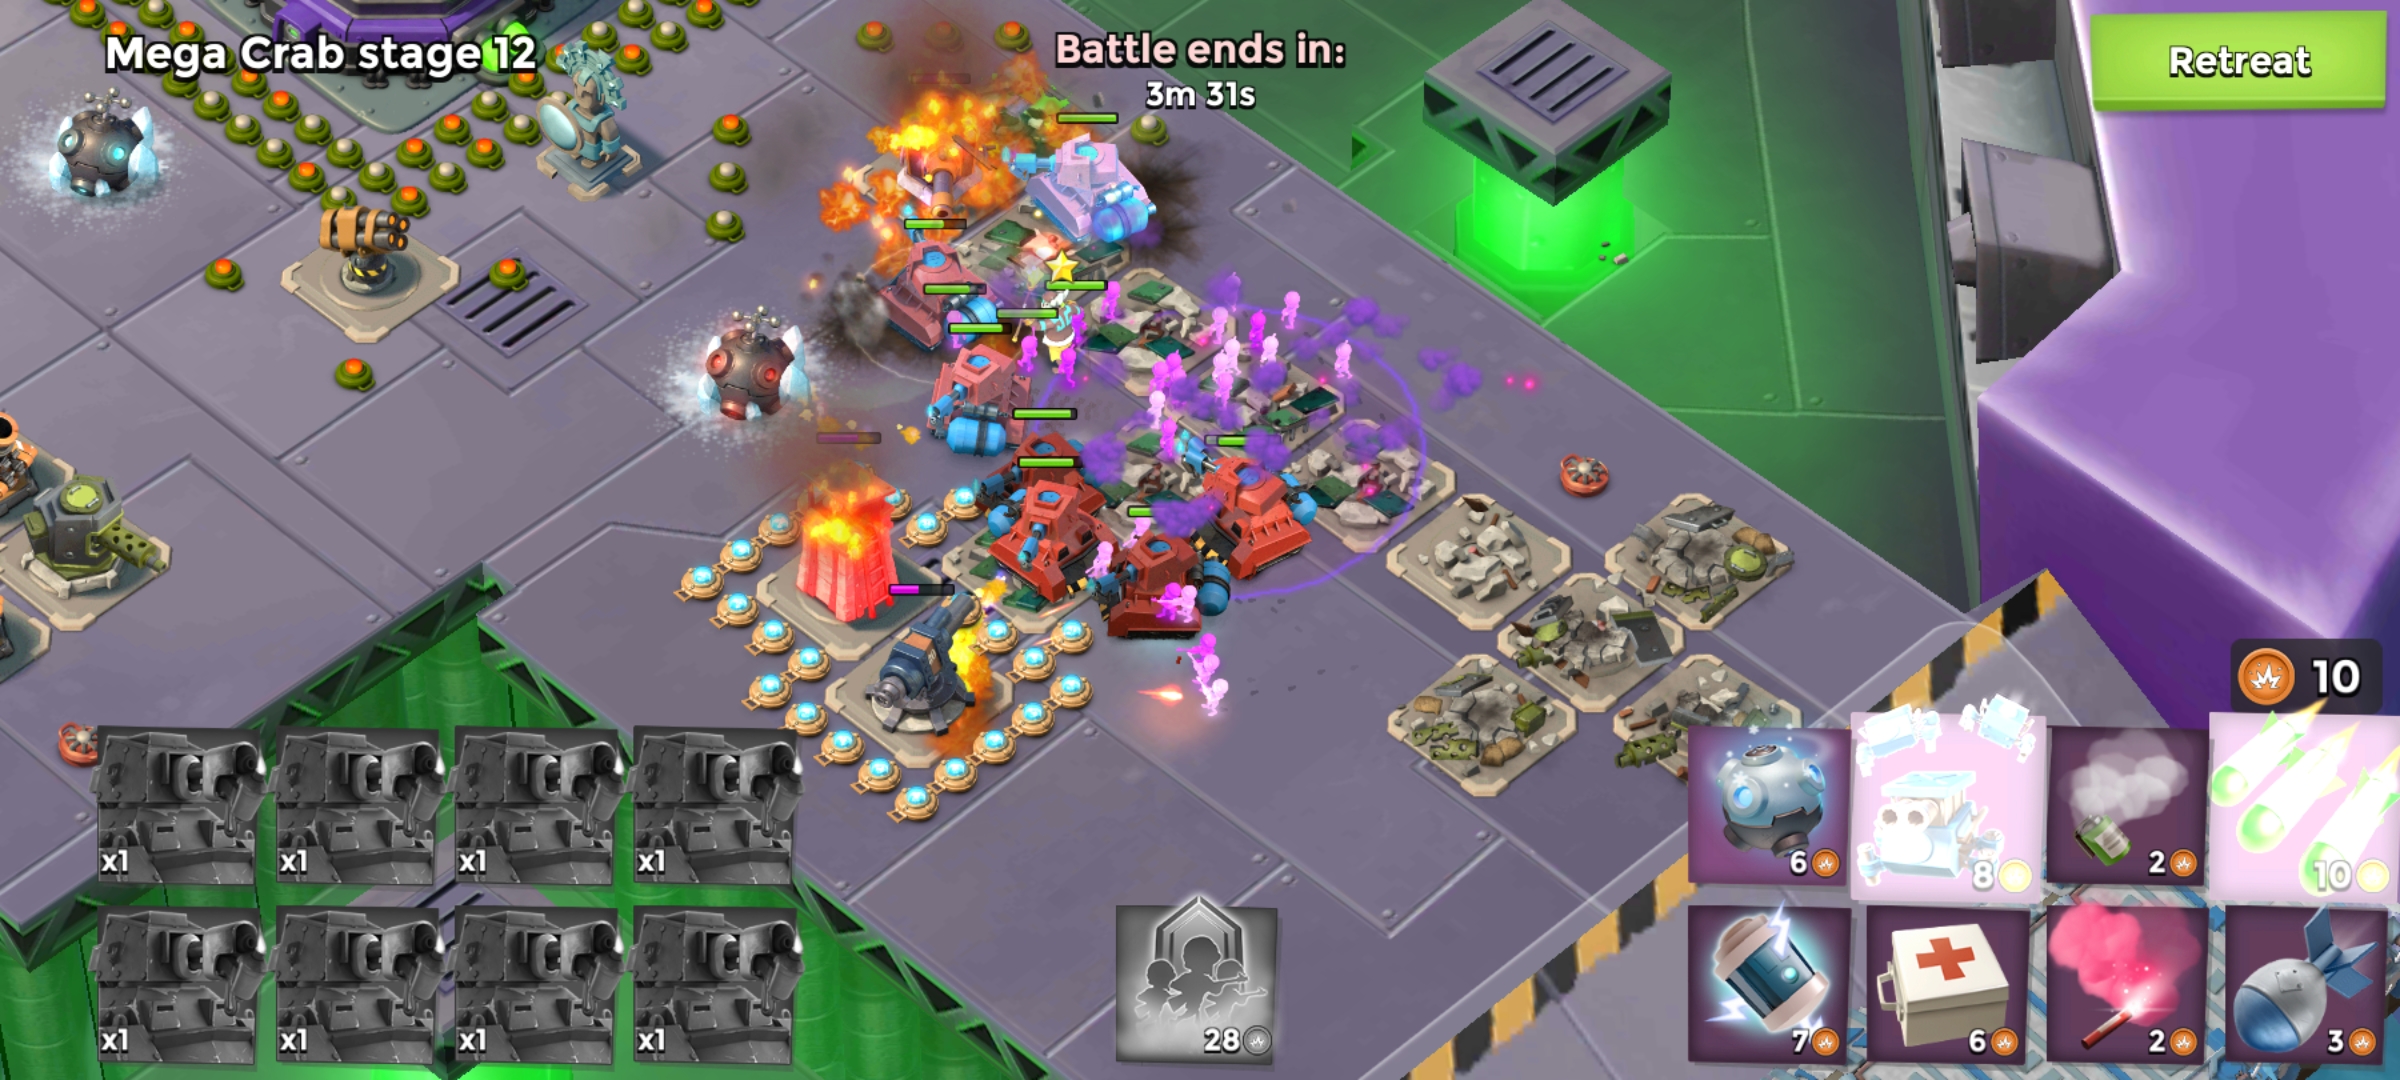 Mega Crab stage 12
Battle ends in:
3m 31s
Retreat
10
6
8
2
10
x1
x1
x1
x1
7
6
2
3
x1
x1
x1
x1
28